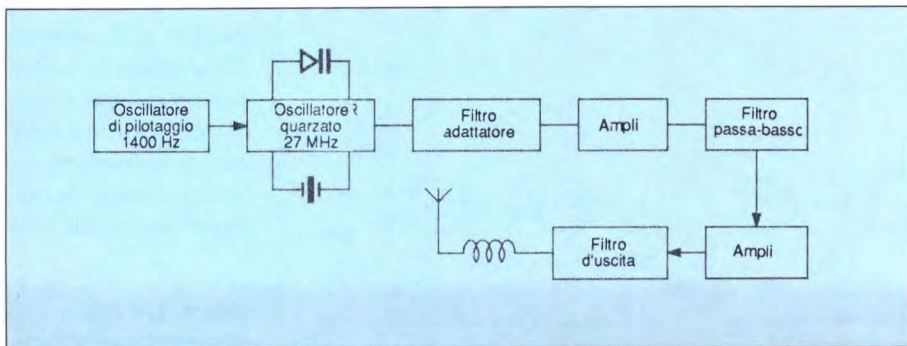 Oscillatore
di pilotaggio
1400 Hz
Oscillatore
quarzato
27 MHz
Filtro
adattatore
Ampli
Filtro
passa-basso
Ampli
Filtro
d'uscita